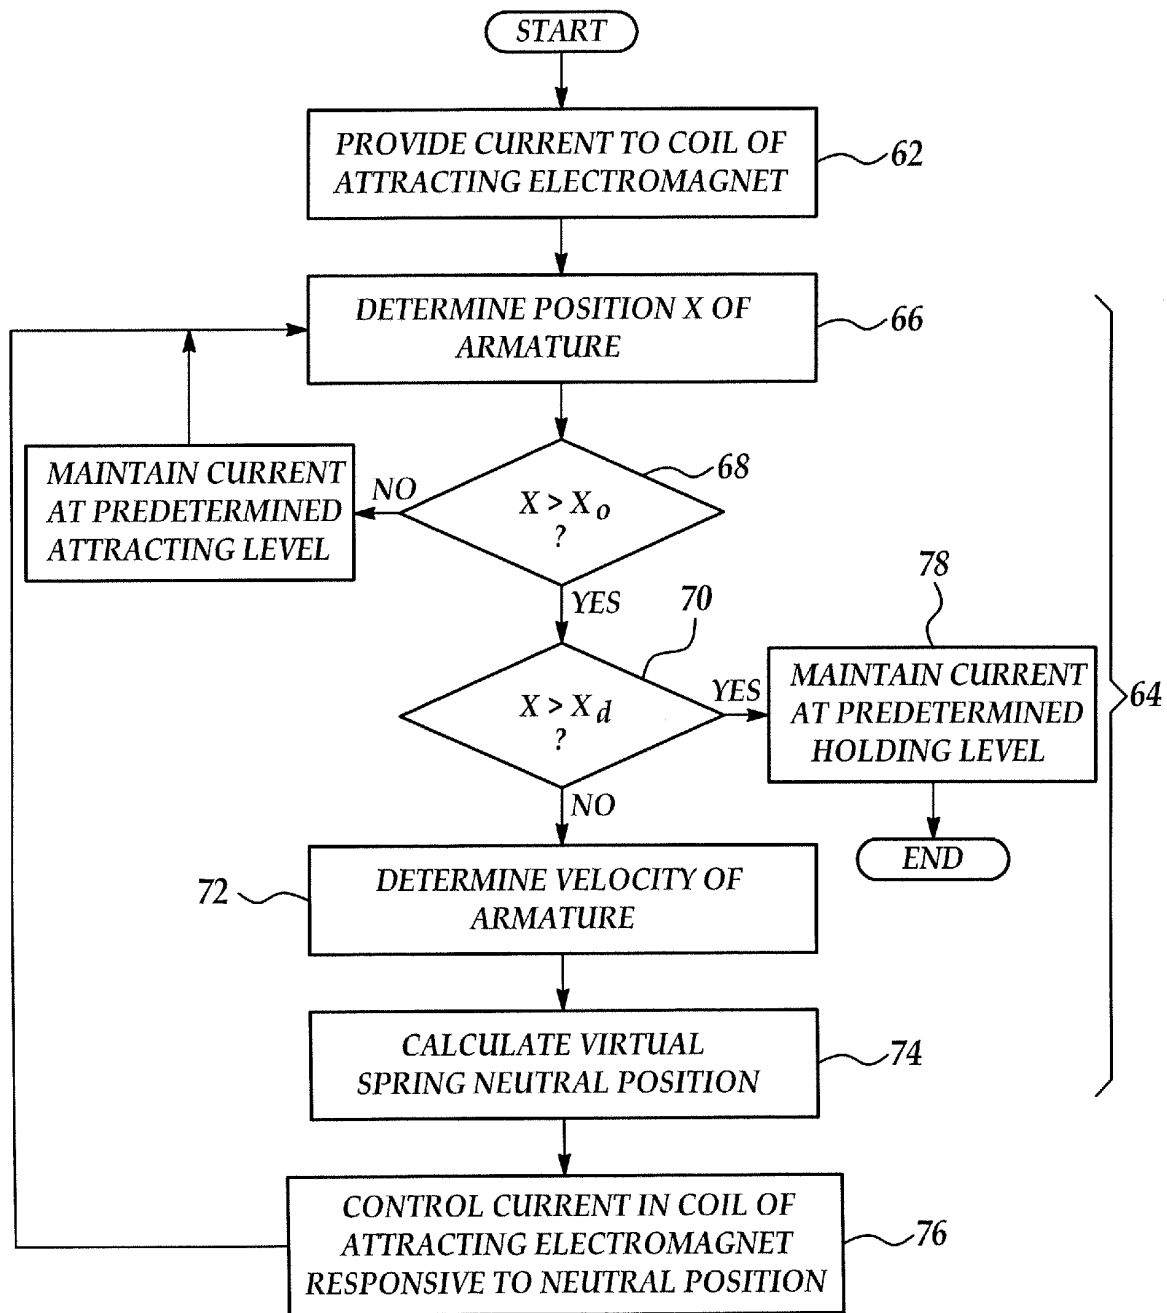 START
PROVIDE CURRENT TO COIL OF
ATTRACTING ELECTROMAGNET
62
DETERMINE POSITION X OF
ARMATURE
66
MAINTAIN CURRENT
AT PREDETERMINED
ATTRACTING LEVEL
NO
X > Xo
?
68
YES
70
X > Xd
?
YES
78
MAINTAIN CURRENT
AT PREDETERMINED
HOLDING LEVEL
64
NO
END
72
DETERMINE VELOCITY OF
ARMATURE
CALCULATE VIRTUAL
SPRING NEUTRAL POSITION
74
CONTROL CURRENT IN COIL OF
ATTRACTING ELECTROMAGNET
RESPONSIVE TO NEUTRAL POSITION
76